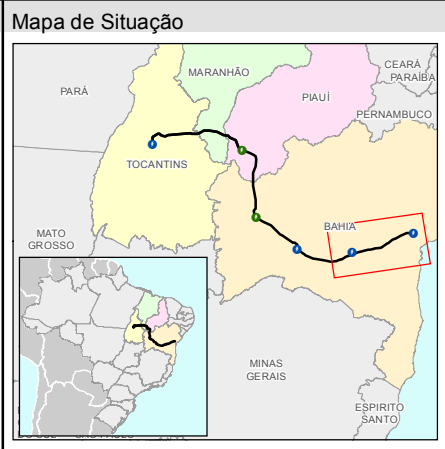 Mapa de Situação
CEARÁ
MARANHÃO
PARAÍBA
PARÁ
PIAUÍ
PERNAMBUCO
TOCANTINS
BAHIA
MATO
GROSSO
MINAS
GERAIS
ESPIRITO
SANTO